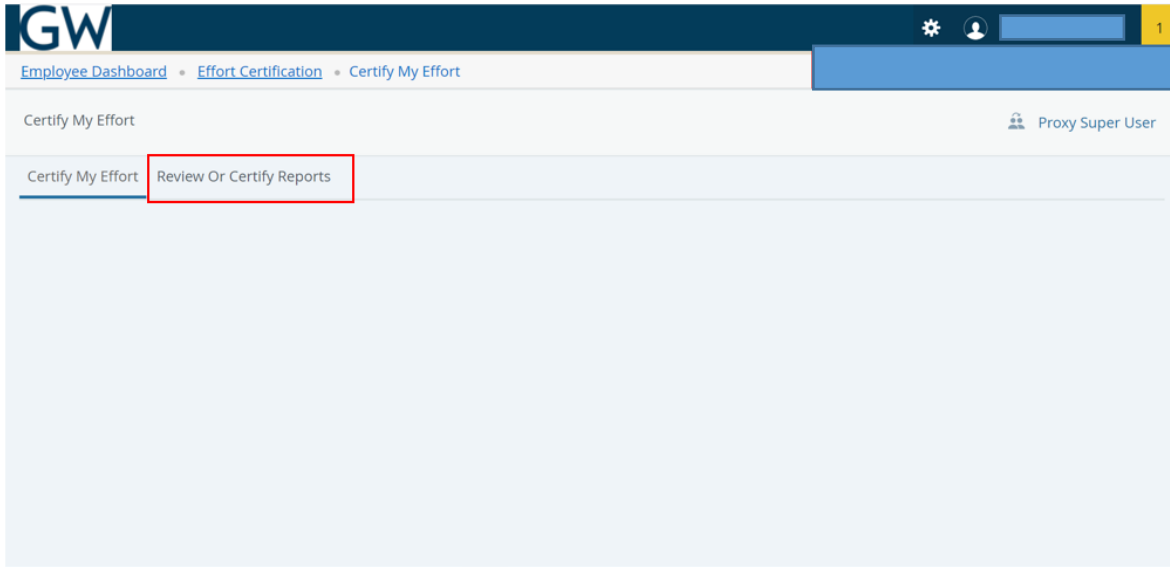 GW
1
Employee Dashboard • Effort Certification • Certify My Effort
Certify My Effort
Proxy Super User
Certify My Effort Review Or Certify Reports